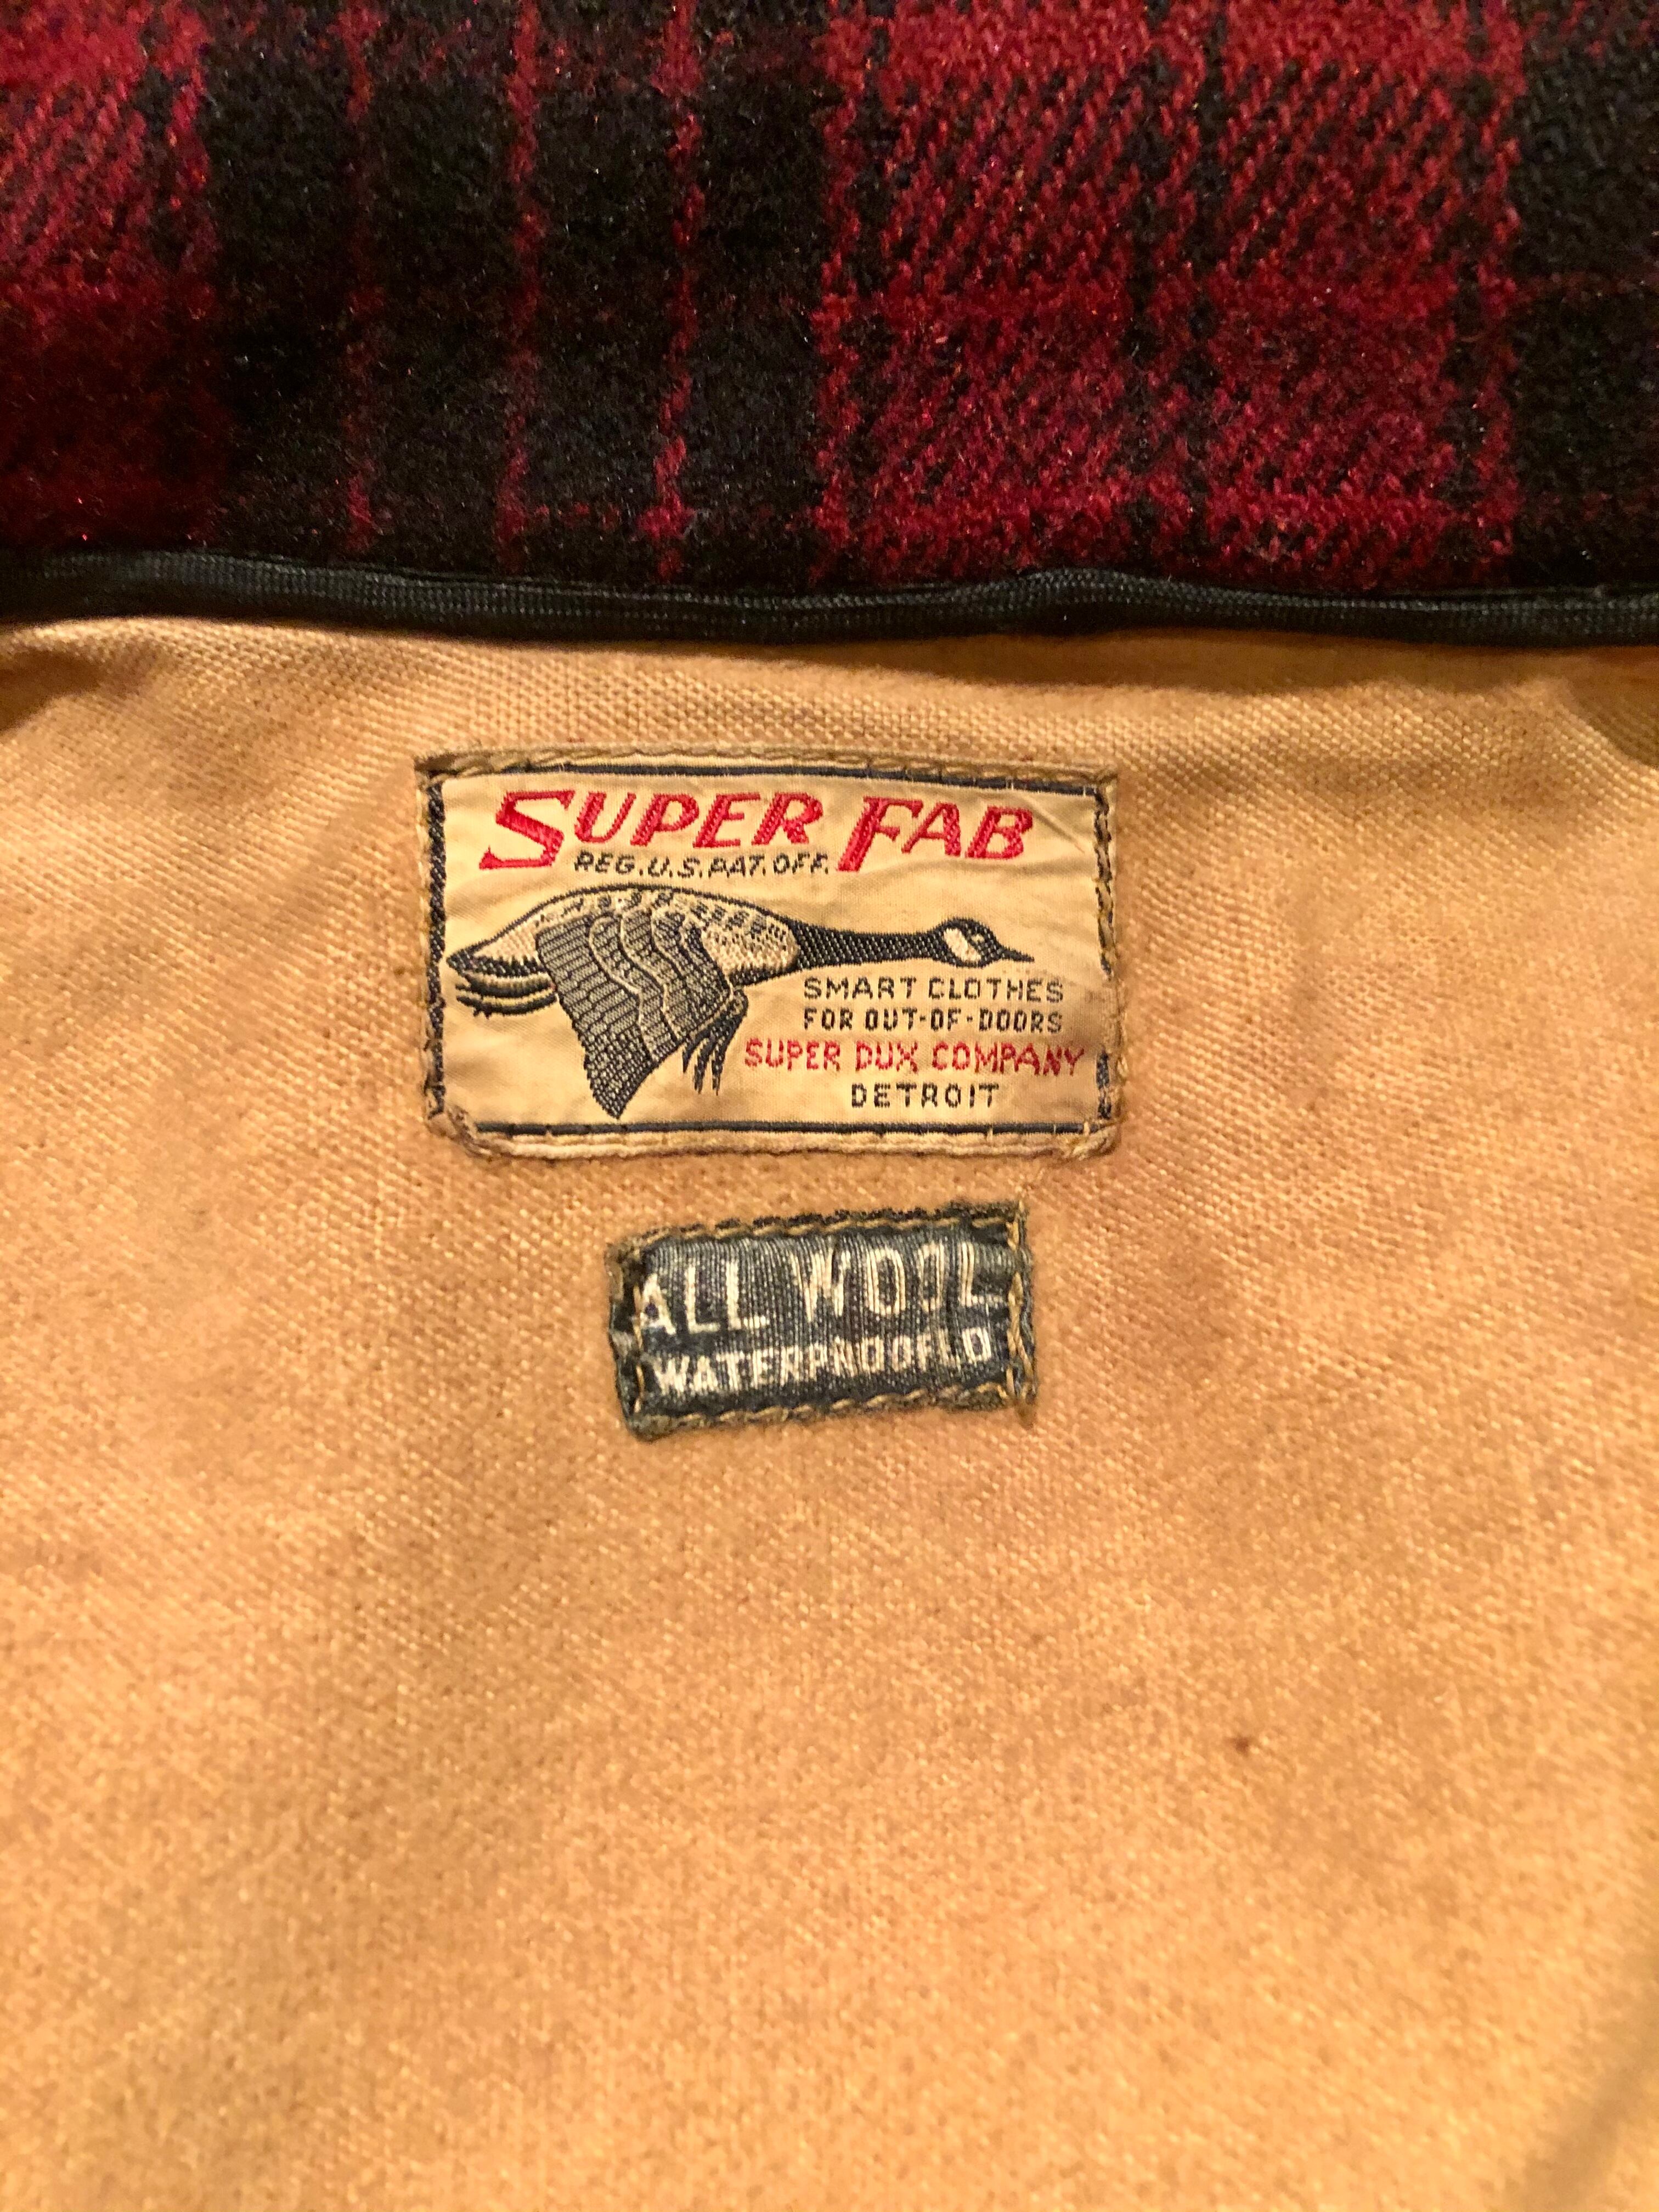 SUPER FAB
REG.U.S.PAT.OFF.
SMART CLOTHES
FOR OUT-OF-DOORS
SUPER DUX COMPANY
DETROIT
ALL WOOL
WATERPROOFED